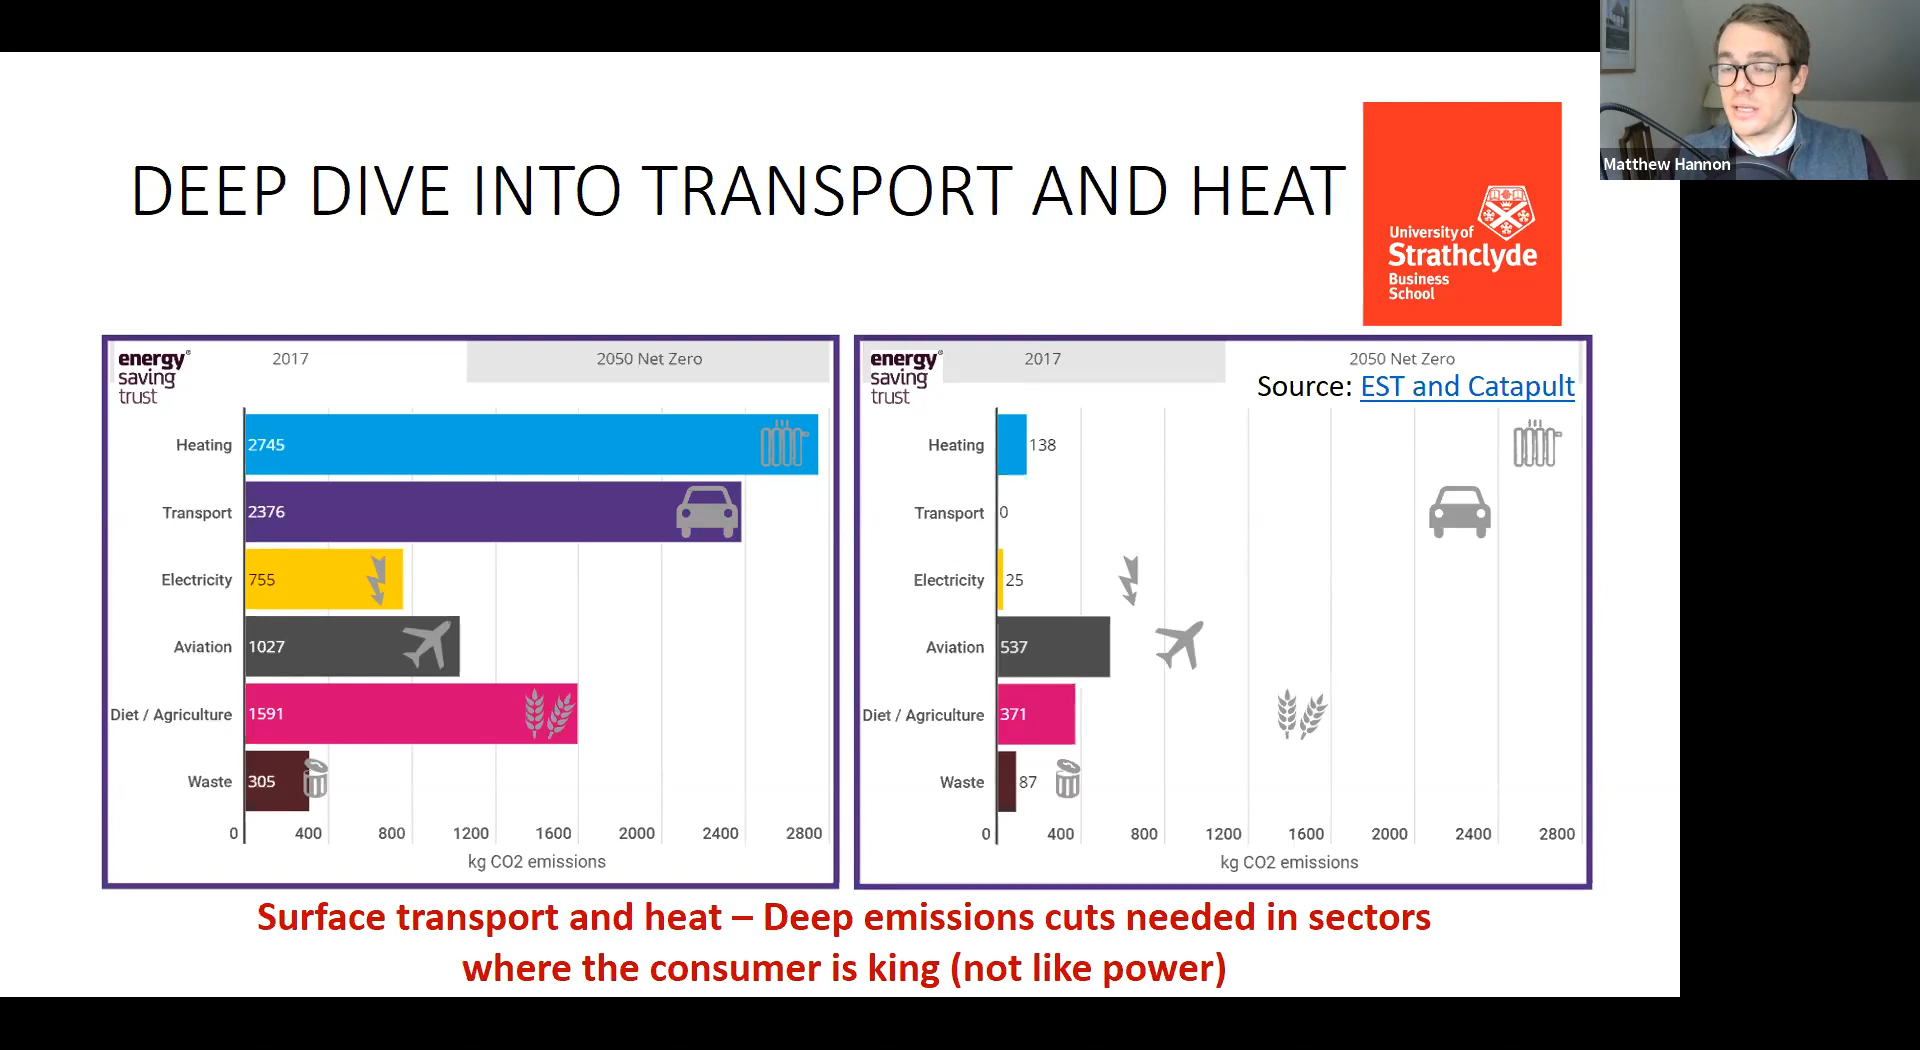 Matthew Hannon
DEEP DIVE INTO TRANSPORT AND HEAT
University of
Strathclyde
Business
School
energy®
saving
trust
2017
2050 Net Zero
Heating
2745
Transport
2376
Electricity
755
Aviation
1027
Diet / Agriculture
1591
Waste
305
0 400 800 1200 1600 2000 2400 2800
kg CO2 emissions
energy®
saving
trust
2017
2050 Net Zero
Source: EST and Catapult
Heating
138
Transport
0
Electricity
25
Aviation
537
Diet / Agriculture
371
Waste
87
0 400 800 1200 1600 2000 2400 2800
kg CO2 emissions
Surface transport and heat – Deep emissions cuts needed in sectors
where the consumer is king (not like power)